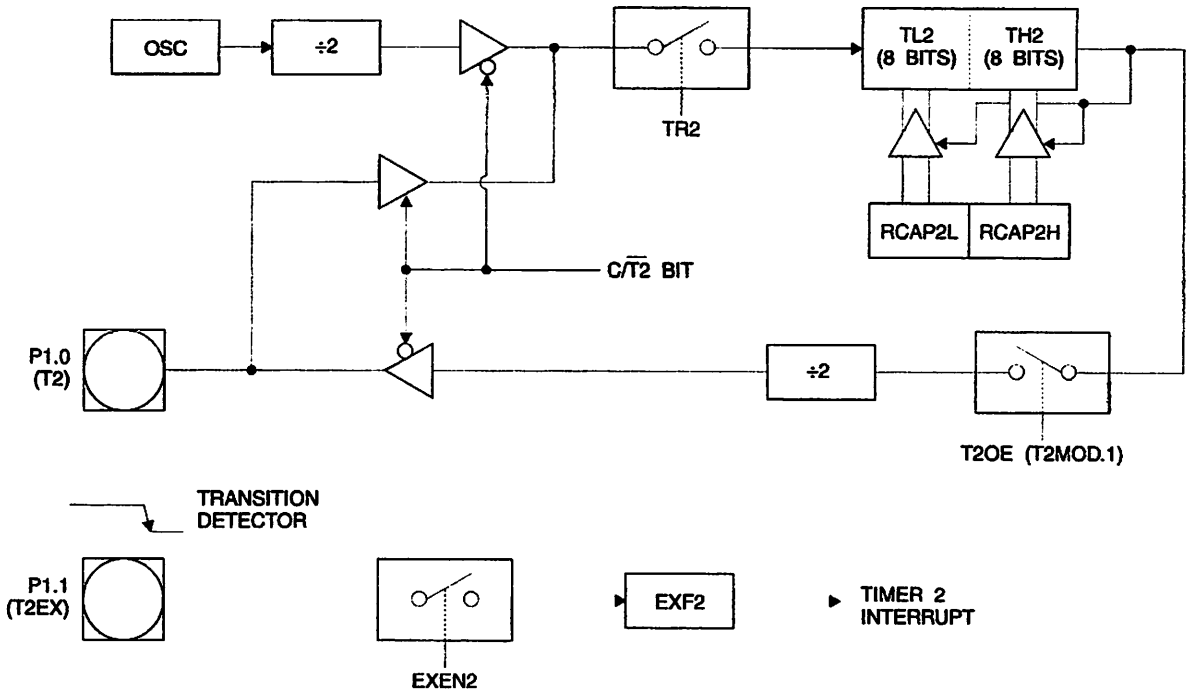 OSC
÷2
TR2
TL2
(8 BITS)
TH2
(8 BITS)
RCAP2L
RCAP2H
C/T̅2̅ BIT
P1.0
(T2)
÷2
T2OE (T2MOD.1)
TRANSITION
DETECTOR
P1.1
(T2EX)
EXEN2
EXF2
TIMER 2
INTERRUPT